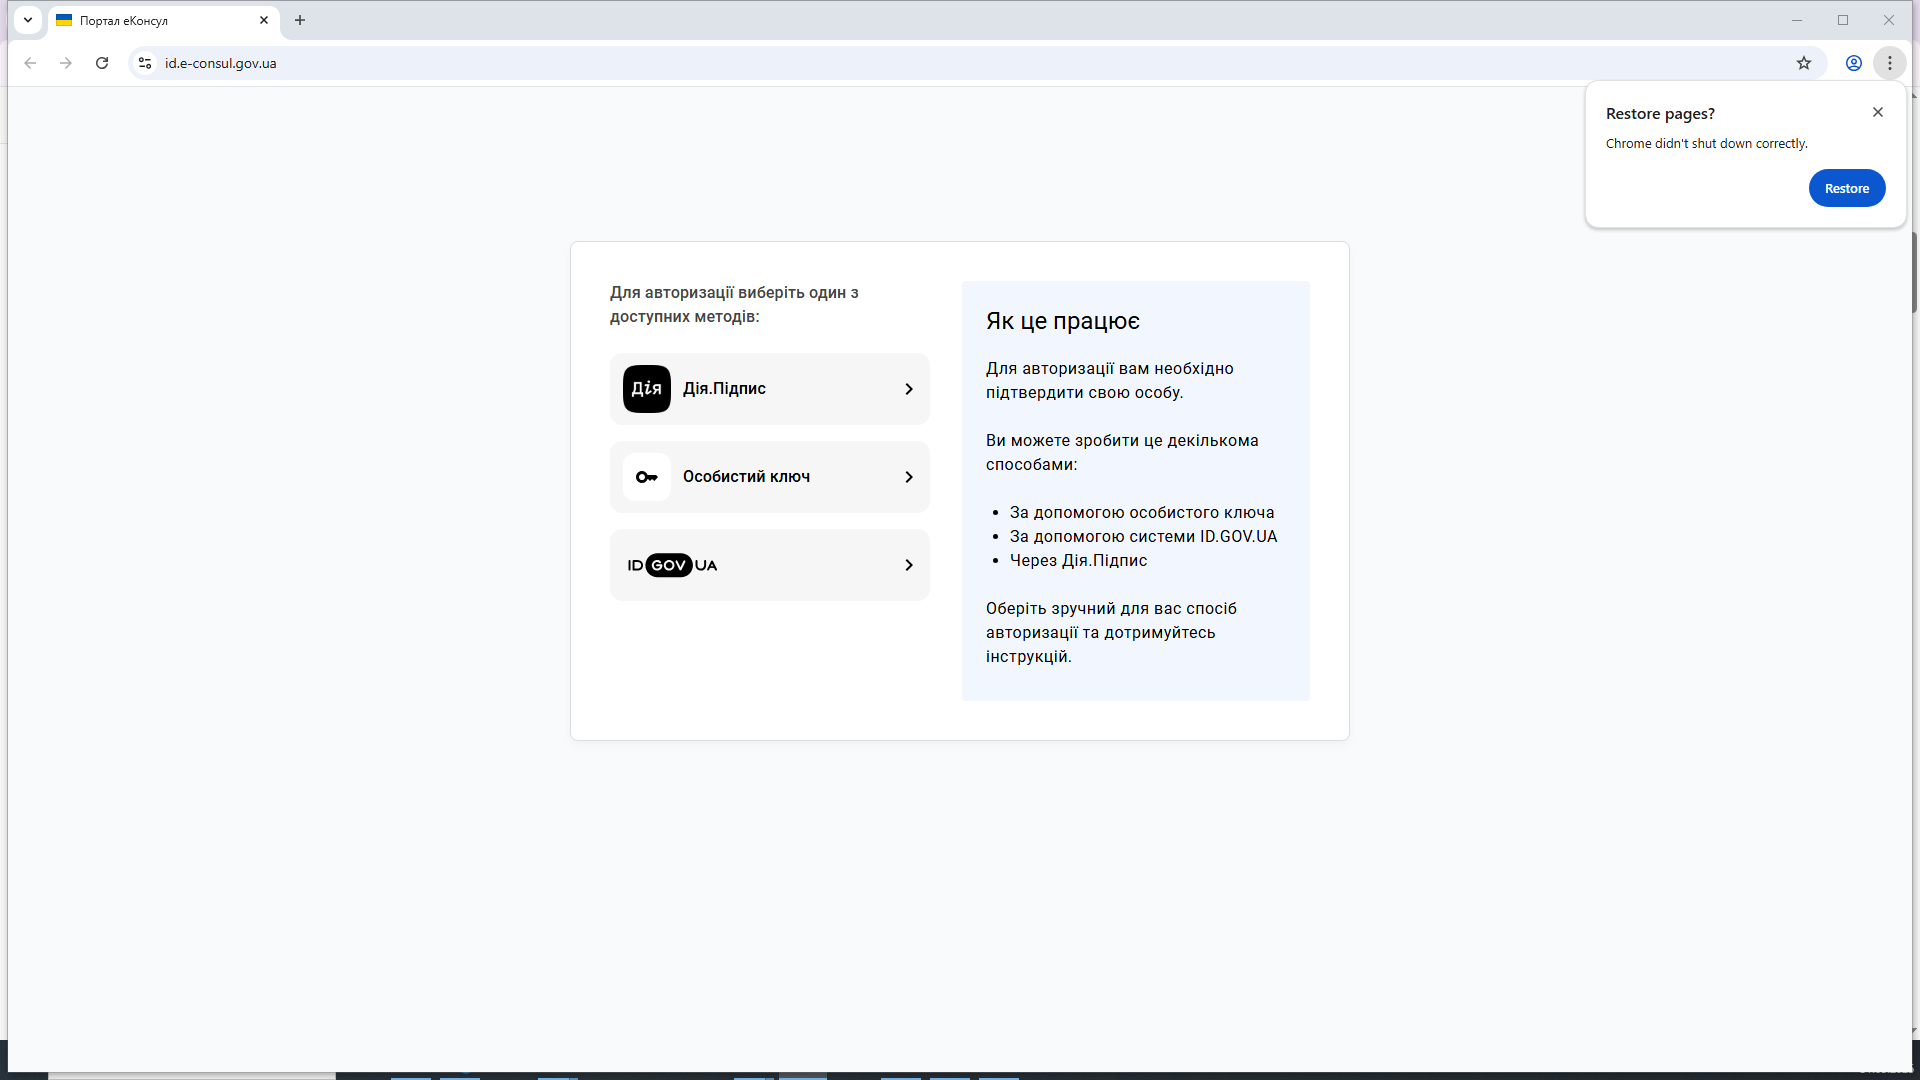 Портал еКонсул
id.e-consul.gov.ua
Restore pages?
Chrome didn't shut down correctly.
Restore
Для авторизації виберіть один з
доступних методів:
Дія
Дія.Підпис
Особистий ключ
ID GOV UA
Як це працює
Для авторизації вам необхідно
підтвердити свою особу.
Ви можете зробити це декількома
способами:
• За допомогою особистого ключа
• За допомогою системи ID.GOV.UA
• Через Дія.Підпис
Оберіть зручний для вас спосіб
авторизації та дотримуйтесь
інструкцій.